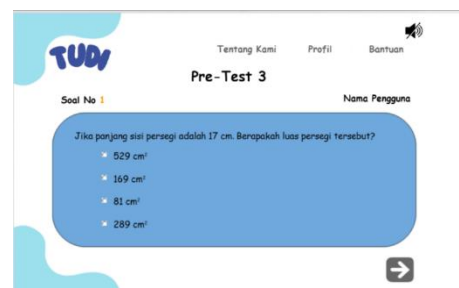 TUDI
Tentang Kami Profil Bantuan
Pre-Test 3
Soal No 1 Nama Pengguna
Jika panjang sisi persegi adalah 17 cm. Berapakah luas persegi tersebut?
529 cm²
169 cm²
81 cm²
289 cm²